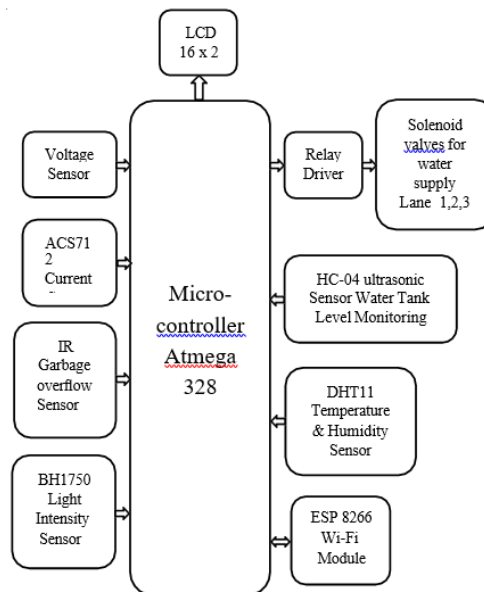 LCD
16 x 2
Voltage
Sensor
ACS71
2
Current
IR
Garbage
overflow
Sensor
BH1750
Light
Intensity
Sensor
Micro-
controller
Atmega
328
Relay
Driver
Solenoid
valves for
water
supply
Lane 1,2,3
HC-04 ultrasonic
Sensor Water Tank
Level Monitoring
DHT11
Temperature
& Humidity
Sensor
ESP 8266
Wi-Fi
Module